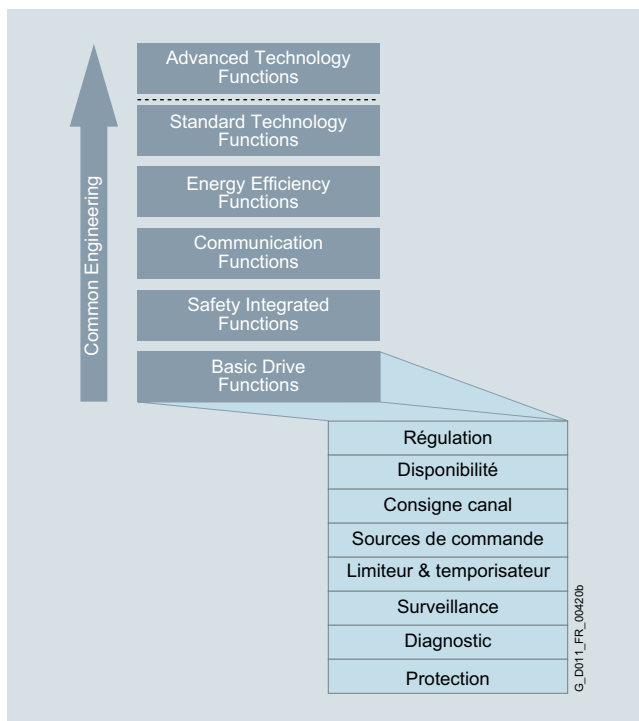 Advanced Technology
Functions
Standard Technology
Functions
Energy Efficiency
Functions
Communication
Functions
Safety Integrated
Functions
Basic Drive
Functions
Common Engineering
Régulation
Disponibilité
Consigne canal
Sources de commande
Limiteur & temporisateur
Surveillance
Diagnostic
Protection
G_D011_FR_00420b